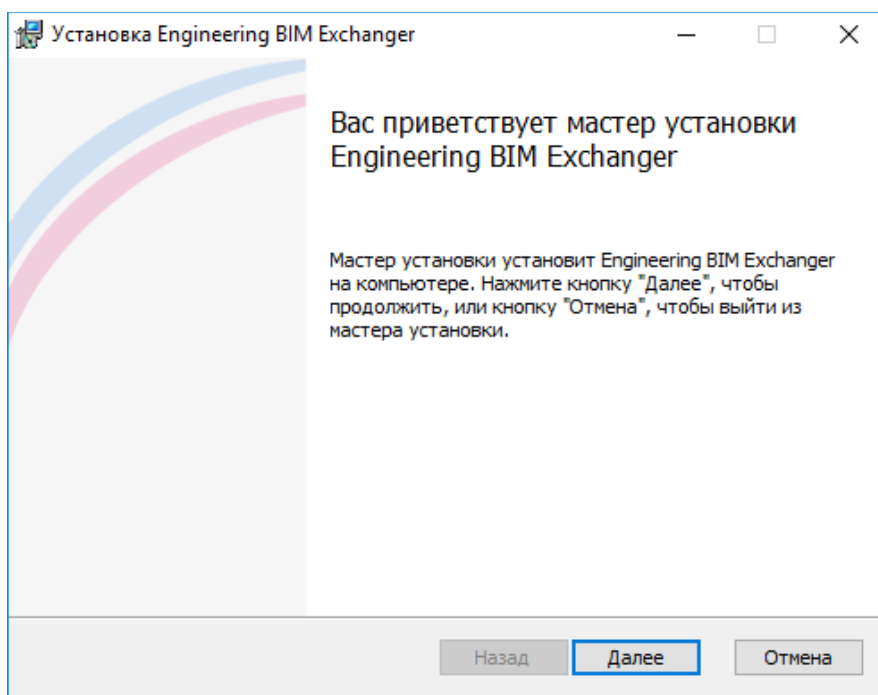 Установка Engineering BIM Exchanger
Вас приветствует мастер установки
Engineering BIM Exchanger
Мастер установки установит Engineering BIM Exchanger
на компьютере. Нажмите кнопку "Далее", чтобы
продолжить, или кнопку "Отмена", чтобы выйти из
мастера установки.
Назад Далее Отмена